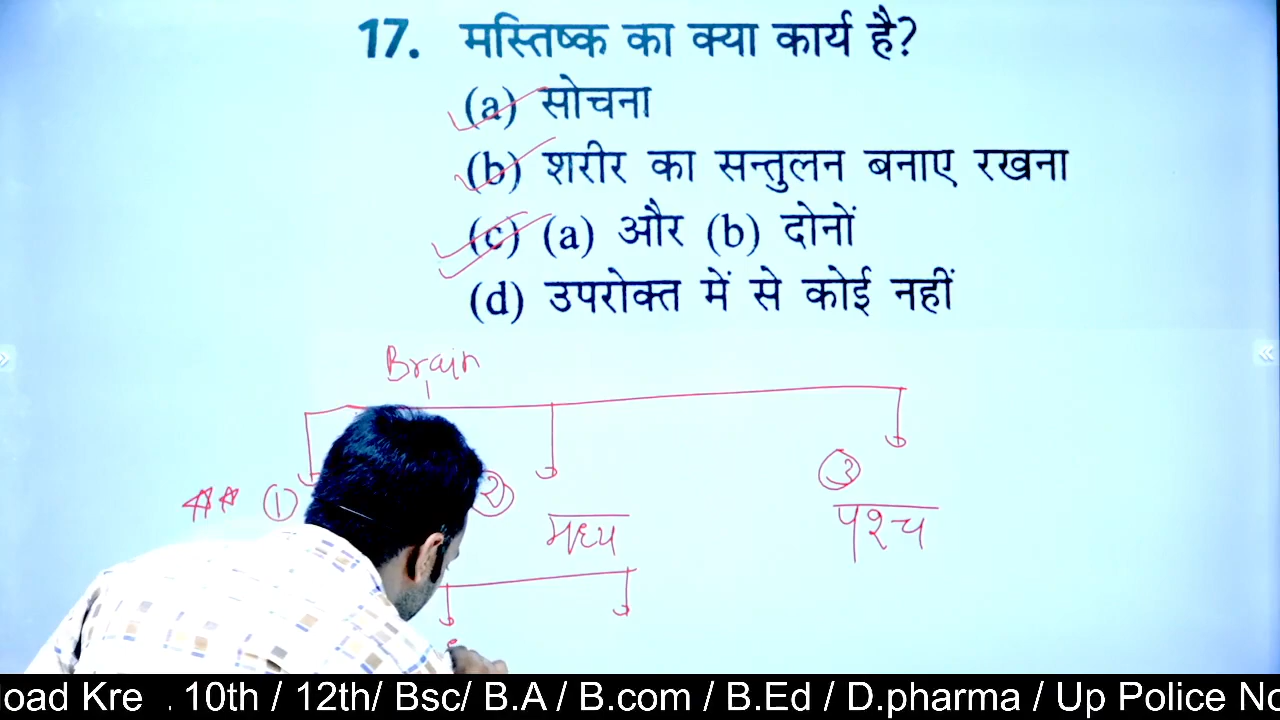 17. मस्तिष्क का क्या कार्य है?
(a) सोचना
(b) शरीर का सन्तुलन बनाए रखना
(c) (a) और (b) दोनों
(d) उपरोक्त में से कोई नहीं
Brain
1 2 3
मध्य पश्च
load Kre . 10th / 12th/ Bsc/ B.A / B.com / B.Ed / D.pharma / Up Police No